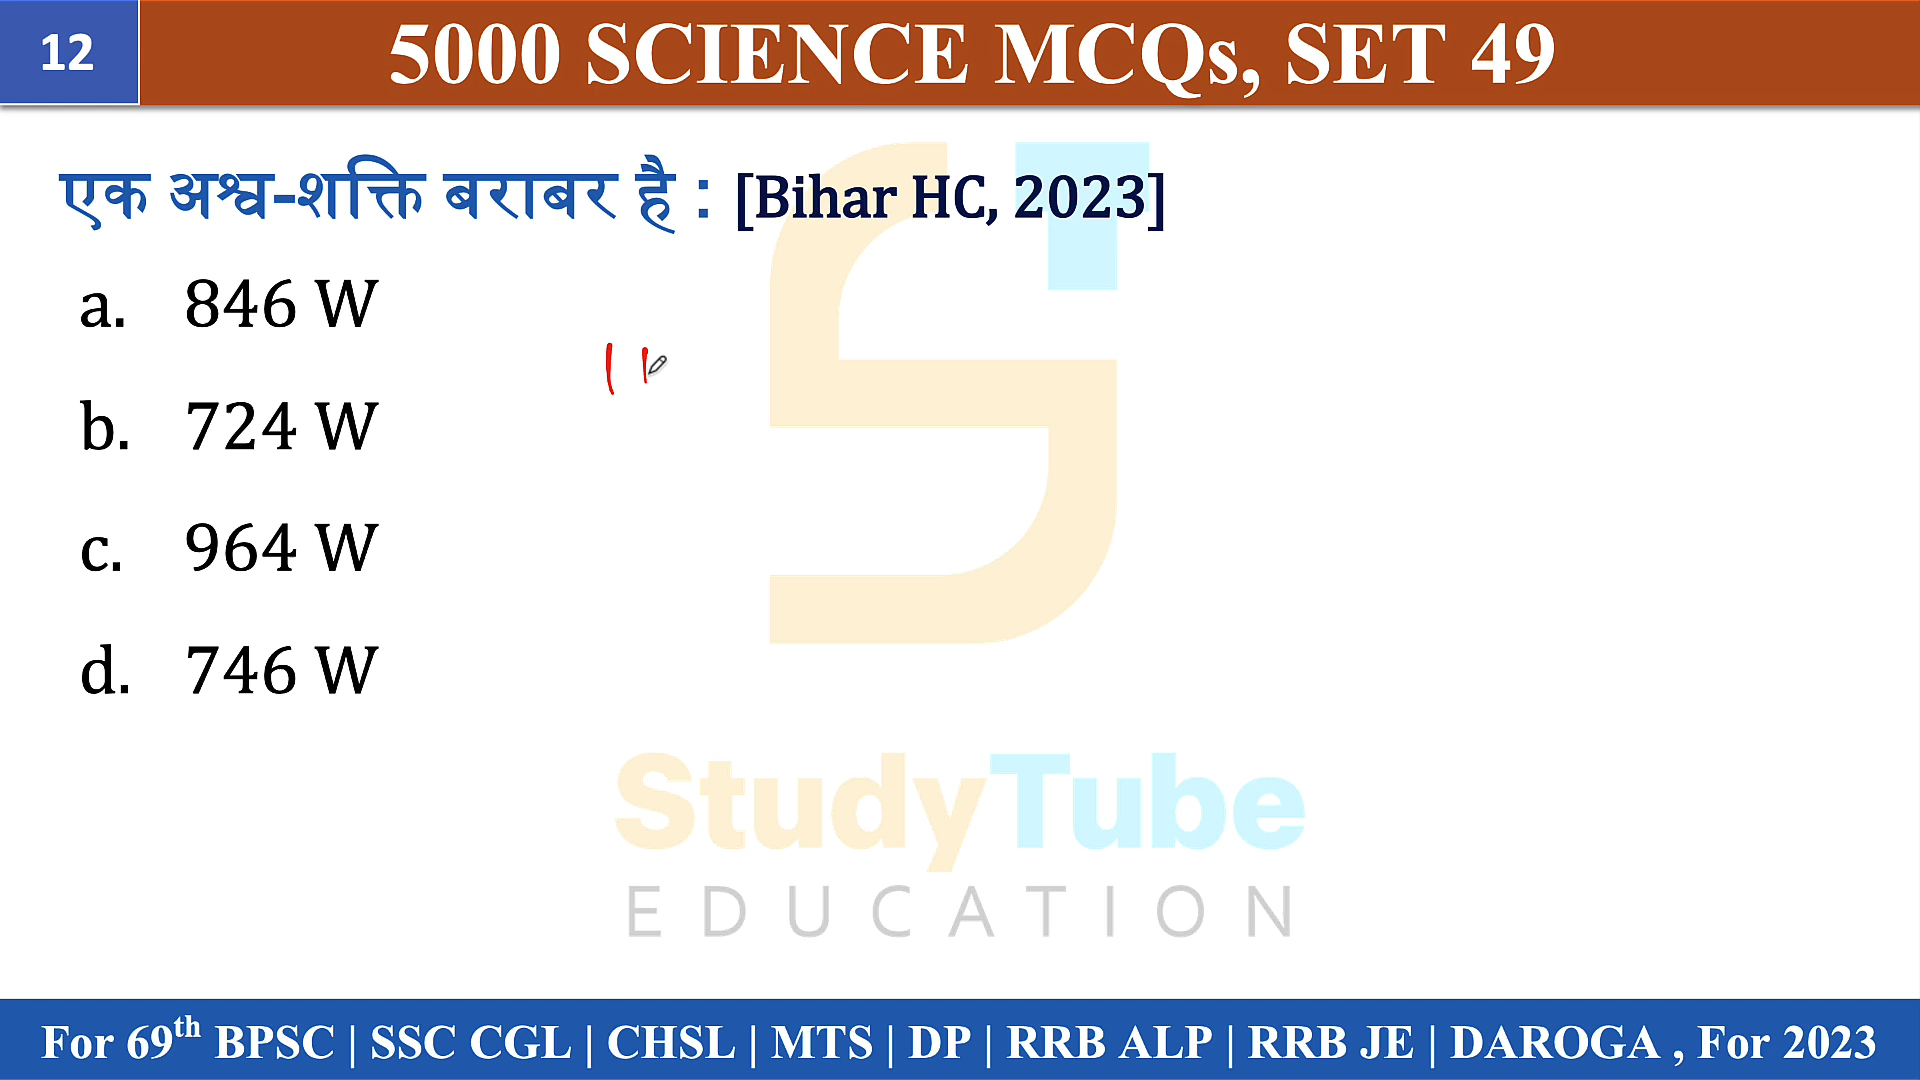 12
5000 SCIENCE MCQs, SET 49
एक अश्व-शक्ति बराबर है : [Bihar HC, 2023]
a. 846 W
b. 724 W
c. 964 W
d. 746 W
StudyTube
EDUCATION
For 69th BPSC | SSC CGL | CHSL | MTS | DP | RRB ALP | RRB JE | DAROGA , For 2023